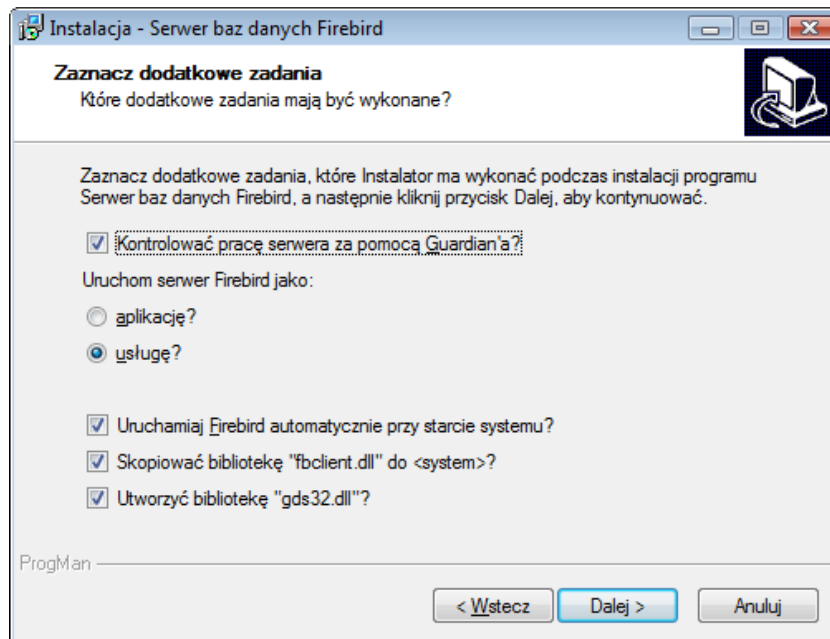 Instalacja - Serwer baz danych Firebird
Zaznacz dodatkowe zadania
Które dodatkowe zadania mają być wykonane?
Zaznacz dodatkowe zadania, które Instalator ma wykonać podczas instalacji programu
Serwer baz danych Firebird, a następnie kliknij przycisk Dalej, aby kontynuować.
Kontrolować pracę serwera za pomocą Guardian'a?
Uruchom serwer Firebird jako:
aplikację?
usługę?
Uruchamiaj Firebird automatycznie przy starcie systemu?
Skopiować bibliotekę "fbclient.dll" do <system>?
Utworzyć bibliotekę "gds32.dll"?
ProgMan
< Wstecz
Dalej >
Anuluj